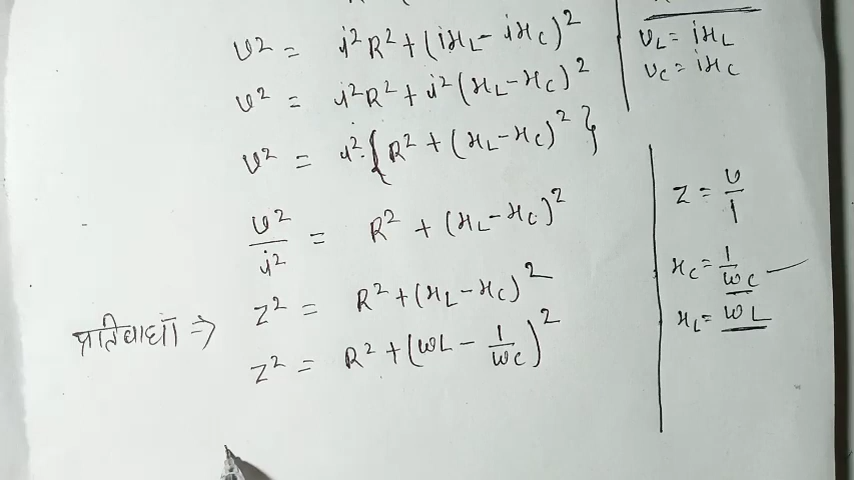 v² = i²R² + (ixL - ixC)²
v² = i²R² + i²(xL - xC)²
v² = i²{R² + (xL - xC)²}
v²/i² = R² + (xL - xC)²
Z² = R² + (xL - xC)²
प्रतिबाधा ⇒
Z² = R² + (ωL - 1/ωC)²
vL = ixL
vC = ixC
Z = v/i
xC = 1/ωC
xL = ωL